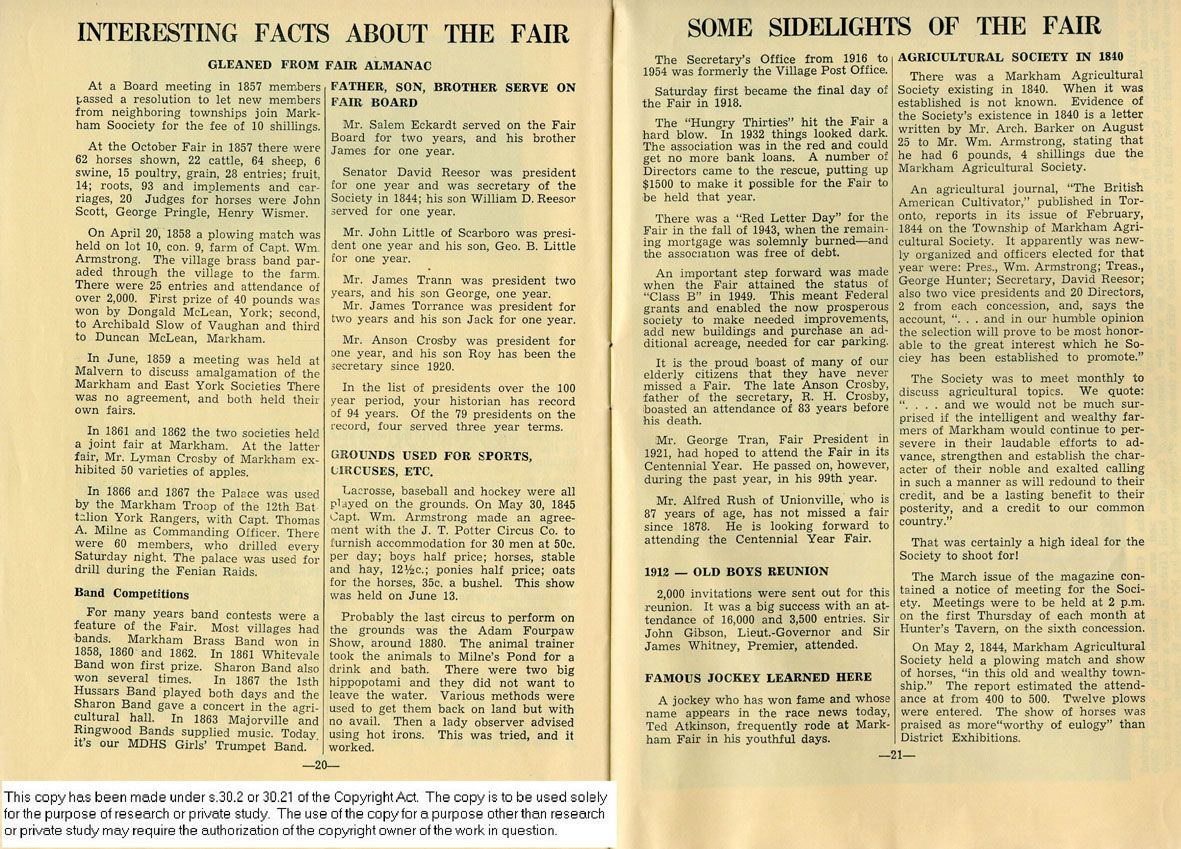 INTERESTING FACTS ABOUT THE FAIR
GLEANED FROM FAIR ALMANAC
At a Board meeting in 1857 members
passed a resolution to let new members
from neighboring townships join Mark-
ham Soociety for the fee of 10 shillings.
At the October Fair in 1857 there were
62 horses shown, 22 cattle, 64 sheep, 6
swine, 15 poultry, grain, 28 entries; fruit,
14; roots, 93 and implements and car-
riages, 20 Judges for horses were John
Scott, George Pringle, Henry Wismer.
On April 20, 1858 a plowing match was
held on lot 10, con. 9, farm of Capt. Wm.
Armstrong. The village brass band par-
aded through the village to the farm.
There were 25 entries and attendance of
over 2,000. First prize of 40 pounds was
won by Dongald McLean, York; second,
to Archibald Slow of Vaughan and third
to Duncan McLean, Markham.
In June, 1859 a meeting was held at
Malvern to discuss amalgamation of the
Markham and East York Societies There
was no agreement, and both held their
own fairs.
In 1861 and 1862 the two societies held
a joint fair at Markham. At the latter
fair, Mr. Lyman Crosby of Markham ex-
hibited 50 varieties of apples.
In 1866 and 1867 the Palace was used
by the Markham Troop of the 12th Bat-
talion York Rangers, with Capt. Thomas
A. Milne as Commanding Officer. There
were 60 members, who drilled every
Saturday night. The palace was used for
drill during the Fenian Raids.
Band Competitions
For many years band contests were a
feature of the Fair. Most villages had
bands. Markham Brass Band won in
1858, 1860 and 1862. In 1861 Whitevale
Band won first prize. Sharon Band also
won several times. In 1867 the 1sth
Hussars Band played both days and the
Sharon Band gave a concert in the agri-
cultural hall. In 1863 Majorville and
Ringwood Bands supplied music. Today,
it's our MDHS Girls' Trumpet Band.
FATHER, SON, BROTHER SERVE ON
FAIR BOARD
Mr. Salem Eckardt served on the Fair
Board for two years, and his brother
James for one year.
Senator David Reesor was president
for one year and was secretary of the
Society in 1844; his son William D. Reesor
served for one year.
Mr. John Little of Scarboro was presi-
dent one year and his son, Geo. B. Little
for one year.
Mr. James Trann was president two
years, and his son George, one year.
Mr. James Torrance was president for
two years and his son Jack for one year.
Mr. Anson Crosby was president for
one year, and his son Roy has been the
secretary since 1920.
In the list of presidents over the 100
year period, your historian has record
of 94 years. Of the 79 presidents on the
record, four served three year terms.
GROUNDS USED FOR SPORTS,
CIRCUSES, ETC.
Lacrosse, baseball and hockey were all
played on the grounds. On May 30, 1845
Capt. Wm. Armstrong made an agree-
ment with the J. T. Potter Circus Co. to
furnish accommodation for 30 men at 50c.
per day; boys half price; horses, stable
and hay, 12½c.; ponies half price; oats
for the horses, 35c. a bushel. This show
was held on June 13.
Probably the last circus to perform on
the grounds was the Adam Fourpaw
Show, around 1880. The animal trainer
took the animals to Milne's Pond for a
drink and bath. There were two big
hippopotami and they did not want to
leave the water. Various methods were
used to get them back on land but with
no avail. Then a lady observer advised
using hot irons. This was tried, and it
worked.
—20—
SOME SIDELIGHTS OF THE FAIR
The Secretary's Office from 1916 to
1954 was formerly the Village Post Office.
Saturday first became the final day of
the Fair in 1918.
The "Hungry Thirties" hit the Fair a
hard blow. In 1932 things looked dark.
The association was in the red and could
get no more bank loans. A number of
Directors came to the rescue, putting up
$1500 to make it possible for the Fair to
be held that year.
There was a "Red Letter Day" for the
Fair in the fall of 1943, when the remain-
ing mortgage was solemnly burned—and
the association was free of debt.
An important step forward was made
when the Fair attained the status of
"Class B" in 1949. This meant Federal
grants and enabled the now prosperous
society to make needed improvements,
add new buildings and purchase an ad-
ditional acreage, needed for car parking.
It is the proud boast of many of our
elderly citizens that they have never
missed a Fair. The late Anson Crosby,
father of the secretary, R. H. Crosby,
boasted an attendance of 83 years before
his death.
Mr. George Tran, Fair President in
1921, had hoped to attend the Fair in its
Centennial Year. He passed on, however,
during the past year, in his 99th year.
Mr. Alfred Rush of Unionville, who is
87 years of age, has not missed a fair
since 1878. He is looking forward to
attending the Centennial Year Fair.
1912 — OLD BOYS REUNION
2,000 invitations were sent out for this
reunion. It was a big success with an at-
tendance of 16,000 and 3,500 entries. Sir
John Gibson, Lieut.-Governor and Sir
James Whitney, Premier, attended.
FAMOUS JOCKEY LEARNED HERE
A jockey who has won fame and whose
name appears in the race news today,
Ted Atkinson, frequently rode at Mark-
ham Fair in his youthful days.
AGRICULTURAL SOCIETY IN 1840
There was a Markham Agricultural
Society existing in 1840. When it was
established is not known. Evidence of
the Society's existence in 1840 is a letter
written by Mr. Arch. Barker on August
25 to Mr. Wm. Armstrong, stating that
he had 6 pounds, 4 shillings due the
Markham Agricultural Society.
An agricultural journal, "The British
American Cultivator," published in Tor-
onto, reports in its issue of February,
1844 on the Township of Markham Agri-
cultural Society. It apparently was new-
ly organized and officers elected for that
year were: Pres., Wm. Armstrong; Treas.,
George Hunter; Secretary, David Reesor;
also two vice presidents and 20 Directors,
2 from each concession, and, says the
account, ". . . and in our humble opinion
the selection will prove to be most honor-
able to the great interest which he So-
ciey has been established to promote."
The Society was to meet monthly to
discuss agricultural topics. We quote:
". . . . and we would not be much sur-
prised if the intelligent and wealthy far-
mers of Markham would continue to per-
severe in their laudable efforts to ad-
vance, strengthen and establish the char-
acter of their noble and exalted calling
in such a manner as will redound to their
credit, and be a lasting benefit to their
posterity, and a credit to our common
country."
That was certainly a high ideal for the
Society to shoot for!
The March issue of the magazine con-
tained a notice of meeting for the Soci-
ety. Meetings were to be held at 2 p.m.
on the first Thursday of each month at
Hunter's Tavern, on the sixth concession.
On May 2, 1844, Markham Agricultural
Society held a plowing match and show
of horses, "in this old and wealthy town-
ship." The report estimated the attend-
ance at from 400 to 500. Twelve plows
were entered. The show of horses was
praised as more"worthy of eulogy" than
District Exhibitions.
—21—
This copy has been made under s.30.2 or 30.21 of the Copyright Act. The copy is to be used solely
for the purpose of research or private study. The use of the copy for a purpose other than research
or private study may require the authorization of the copyright owner of the work in question.